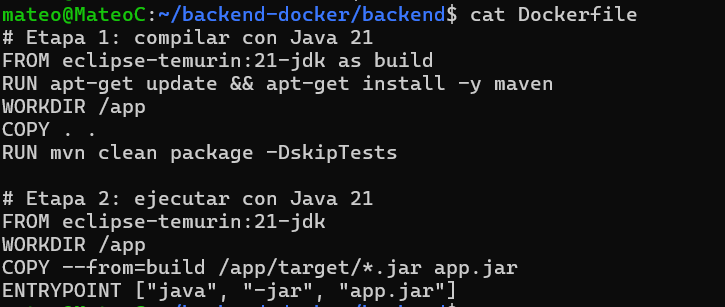 mateo@MateoC:~/backend-docker/backend$ cat Dockerfile
# Etapa 1: compilar con Java 21
FROM eclipse-temurin:21-jdk as build
RUN apt-get update && apt-get install -y maven
WORKDIR /app
COPY . .
RUN mvn clean package -DskipTests

# Etapa 2: ejecutar con Java 21
FROM eclipse-temurin:21-jdk
WORKDIR /app
COPY --from=build /app/target/*.jar app.jar
ENTRYPOINT ["java", "-jar", "app.jar"]